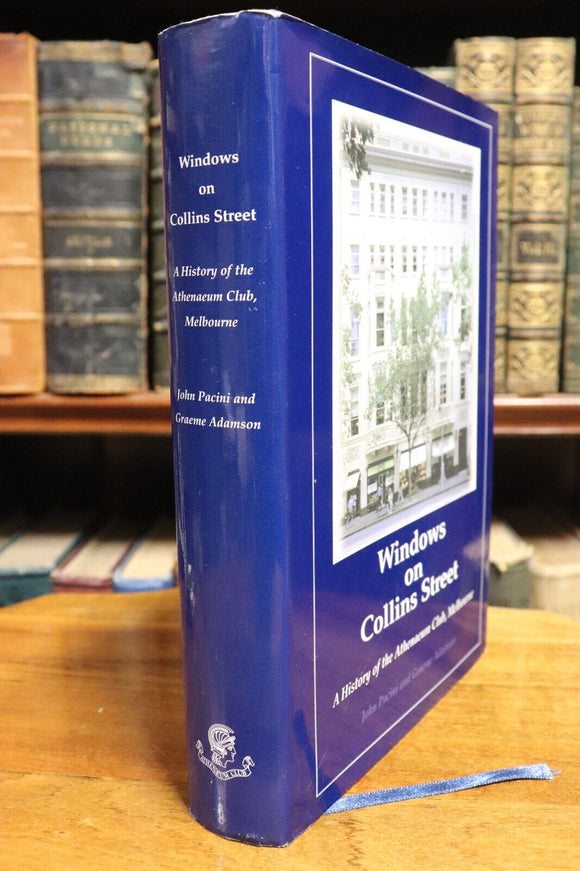 Windows
on
Collins Street
A History of the
Athenaeum Club,
Melbourne
John Pacini and
Graeme Adamson
ATHENAEUM CLUB
Windows
on
Collins Street
A History of the Athenaeum Club, Melbourne
John Pacini and Graeme Adamson